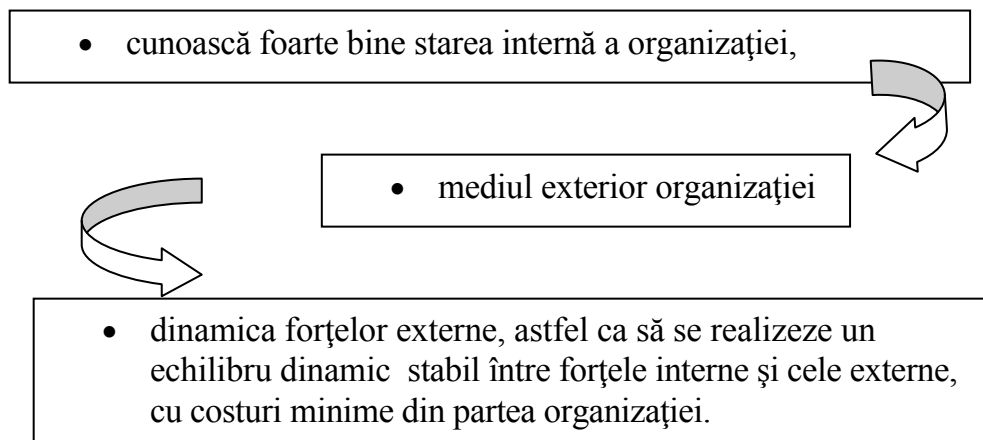 • cunoască foarte bine starea internă a organizaţiei,
• mediul exterior organizaţiei
• dinamica forţelor externe, astfel ca să se realizeze un
echilibru dinamic  stabil între forţele interne şi cele externe,
cu costuri minime din partea organizaţiei.